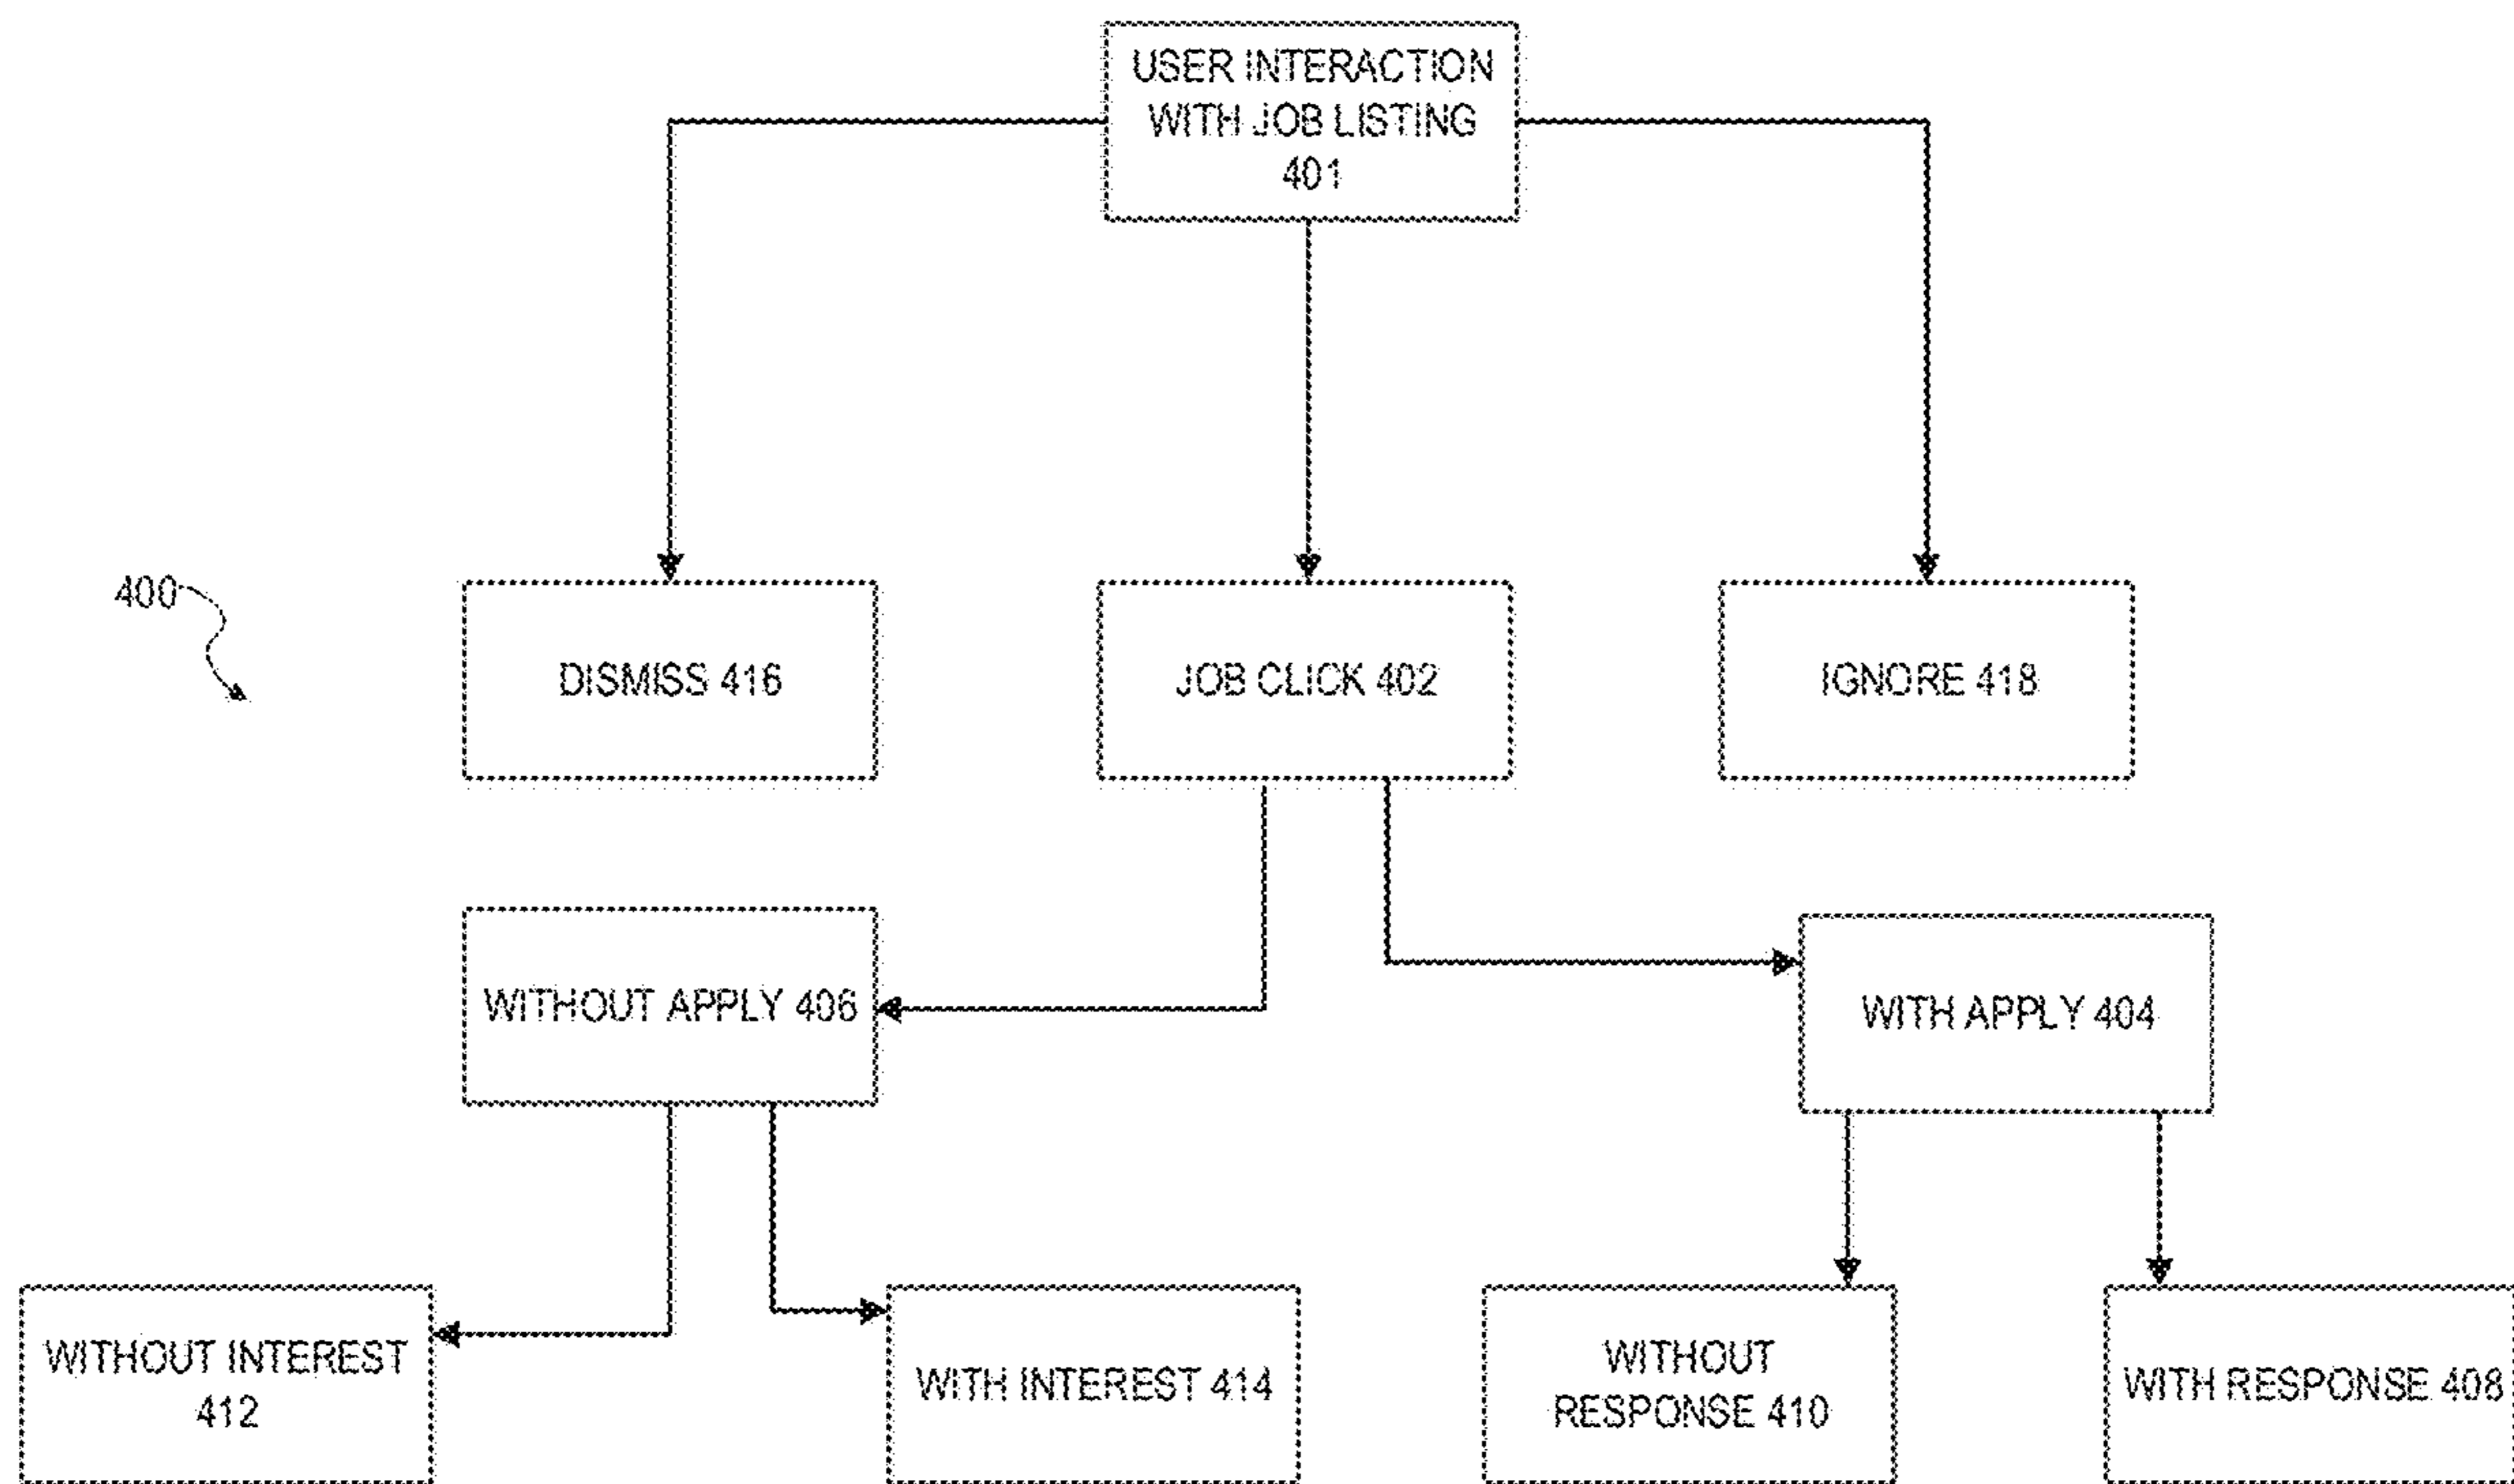 USER INTERACTION
WITH JOB LISTING
401
400
DISMISS 416
JOB CLICK 402
IGNORE 418
WITHOUT APPLY 406
WITH APPLY 404
WITHOUT INTEREST
412
WITH INTEREST 414
WITHOUT
RESPONSE 410
WITH RESPONSE 408